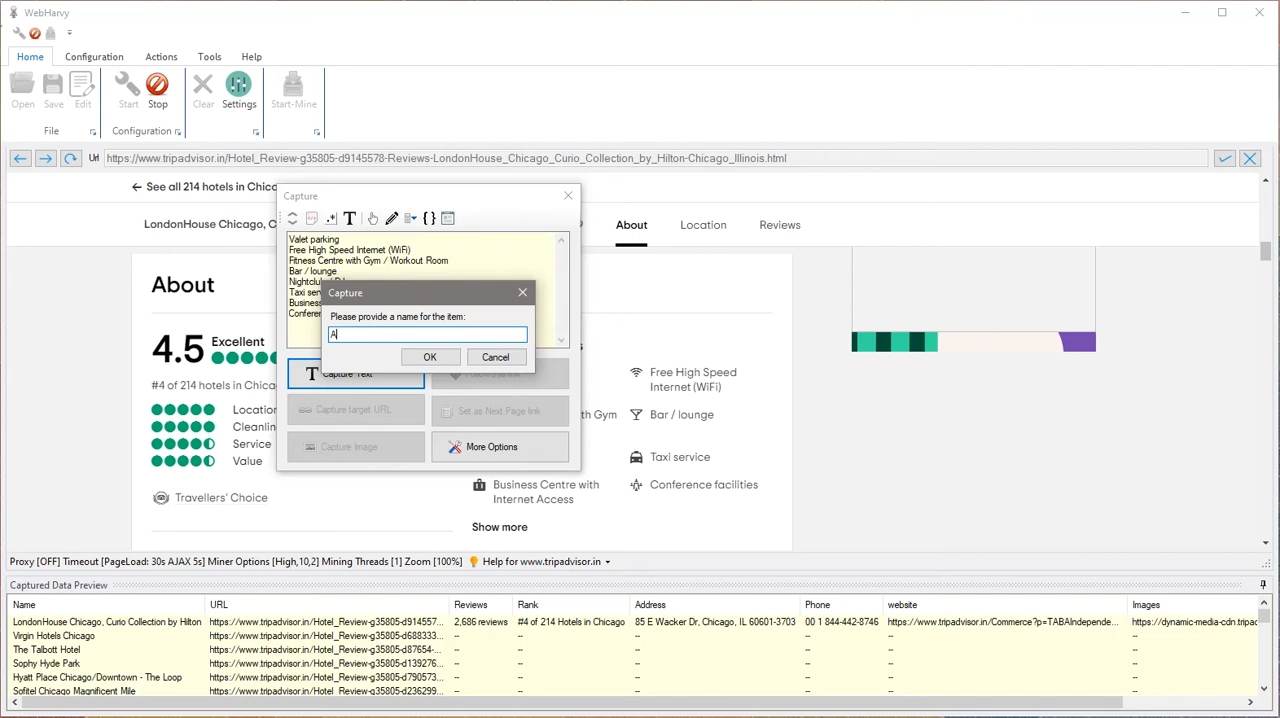 WebHarvy
Home Configuration Actions Tools Help
Open Save Edit Start Stop Clear Settings Start-Mine
File Configuration
Url https://www.tripadvisor.in/Hotel_Review-g35805-d9145578-Reviews-LondonHouse_Chicago_Curio_Collection_by_Hilton-Chicago_Illinois.html
See all 214 hotels in Chica
LondonHouse Chicago, C
About Location Reviews
Capture
T { }
Valet parking
Free High Speed Internet (WiFi)
Fitness Centre with Gym / Workout Room
Bar / lounge
Taxi ser
Business
Conferen
Capture
Please provide a name for the item:
A
OK Cancel
Capture Text
Capture target URL Set as Next Page link
Capture Image More Options
About
4.5 Excellent
#4 of 214 hotels in Chica
Location
Cleanlin
Service
Value
Travellers' Choice
Free High Speed
Internet (WiFi)
th Gym Bar / lounge
Taxi service
Business Centre with
Internet Access
Conference facilities
Show more
Proxy [OFF] Timeout [PageLoad: 30s AJAX 5s] Miner Options [High,10,2] Mining Threads [1] Zoom [100%] Help for www.tripadvisor.in
Captured Data Preview
Name URL Reviews Rank Address Phone website Images
LondonHouse Chicago, Curio Collection by Hilton https://www.tripadvisor.in/Hotel_Review-g35805-d914557... 2,686 reviews #4 of 214 Hotels in Chicago 85 E Wacker Dr, Chicago, IL 60601-3703 00 1 844-442-8746 https://www.tripadvisor.in/Commerce?p=TABAIndepende... https://dynamic-media-cdn.tripad
Virgin Hotels Chicago https://www.tripadvisor.in/Hotel_Review-g35805-d688333... -- -- -- -- -- --
The Talbott Hotel https://www.tripadvisor.in/Hotel_Review-g35805-d87654-... -- -- -- -- -- --
Sophy Hyde Park https://www.tripadvisor.in/Hotel_Review-g35805-d139276... -- -- -- -- -- --
Hyatt Place Chicago/Downtown - The Loop https://www.tripadvisor.in/Hotel_Review-g35805-d790573... -- -- -- -- -- --
Sofitel Chicago Magnificent Mile https://www.tripadvisor.in/Hotel_Review-g35805-d236299... -- -- -- -- -- --